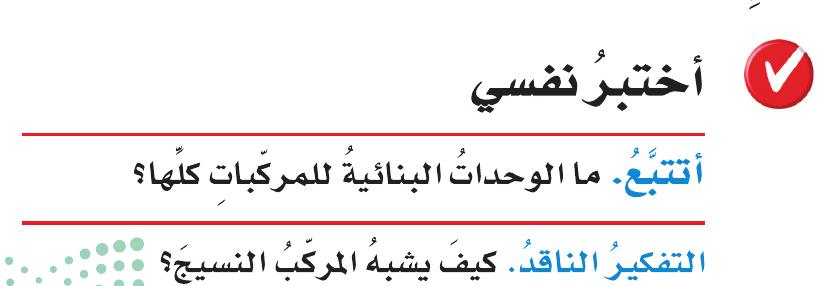 أختبرُ نفسي
أتتبَّعُ. ما الوحداتُ البنائيةُ للمركّباتِ كلِّها؟
التفكيرُ الناقدُ. كيفَ يشبهُ المركّبُ النسيجَ؟